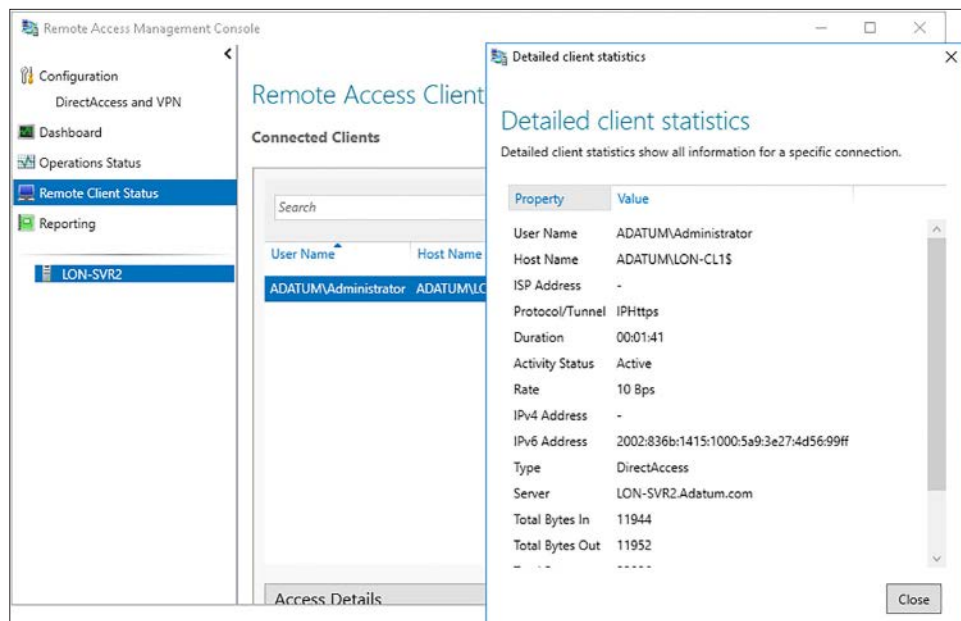 Remote Access Management Console
Configuration
DirectAccess and VPN
Dashboard
Operations Status
Remote Client Status
Reporting
LON-SVR2
Remote Access Client
Connected Clients
Search
User Name Host Name
ADATUM\Administrator ADATUM\LC
Access Details
Detailed client statistics
Detailed client statistics
Detailed client statistics show all information for a specific connection.
Property Value
User Name ADATUM\Administrator
Host Name ADATUM\LON-CL1$
ISP Address -
Protocol/Tunnel IPHttps
Duration 00:01:41
Activity Status Active
Rate 10 Bps
IPv4 Address -
IPv6 Address 2002:836b:1415:1000:5a9:3e27:4d56:99ff
Type DirectAccess
Server LON-SVR2.Adatum.com
Total Bytes In 11944
Total Bytes Out 11952
Close